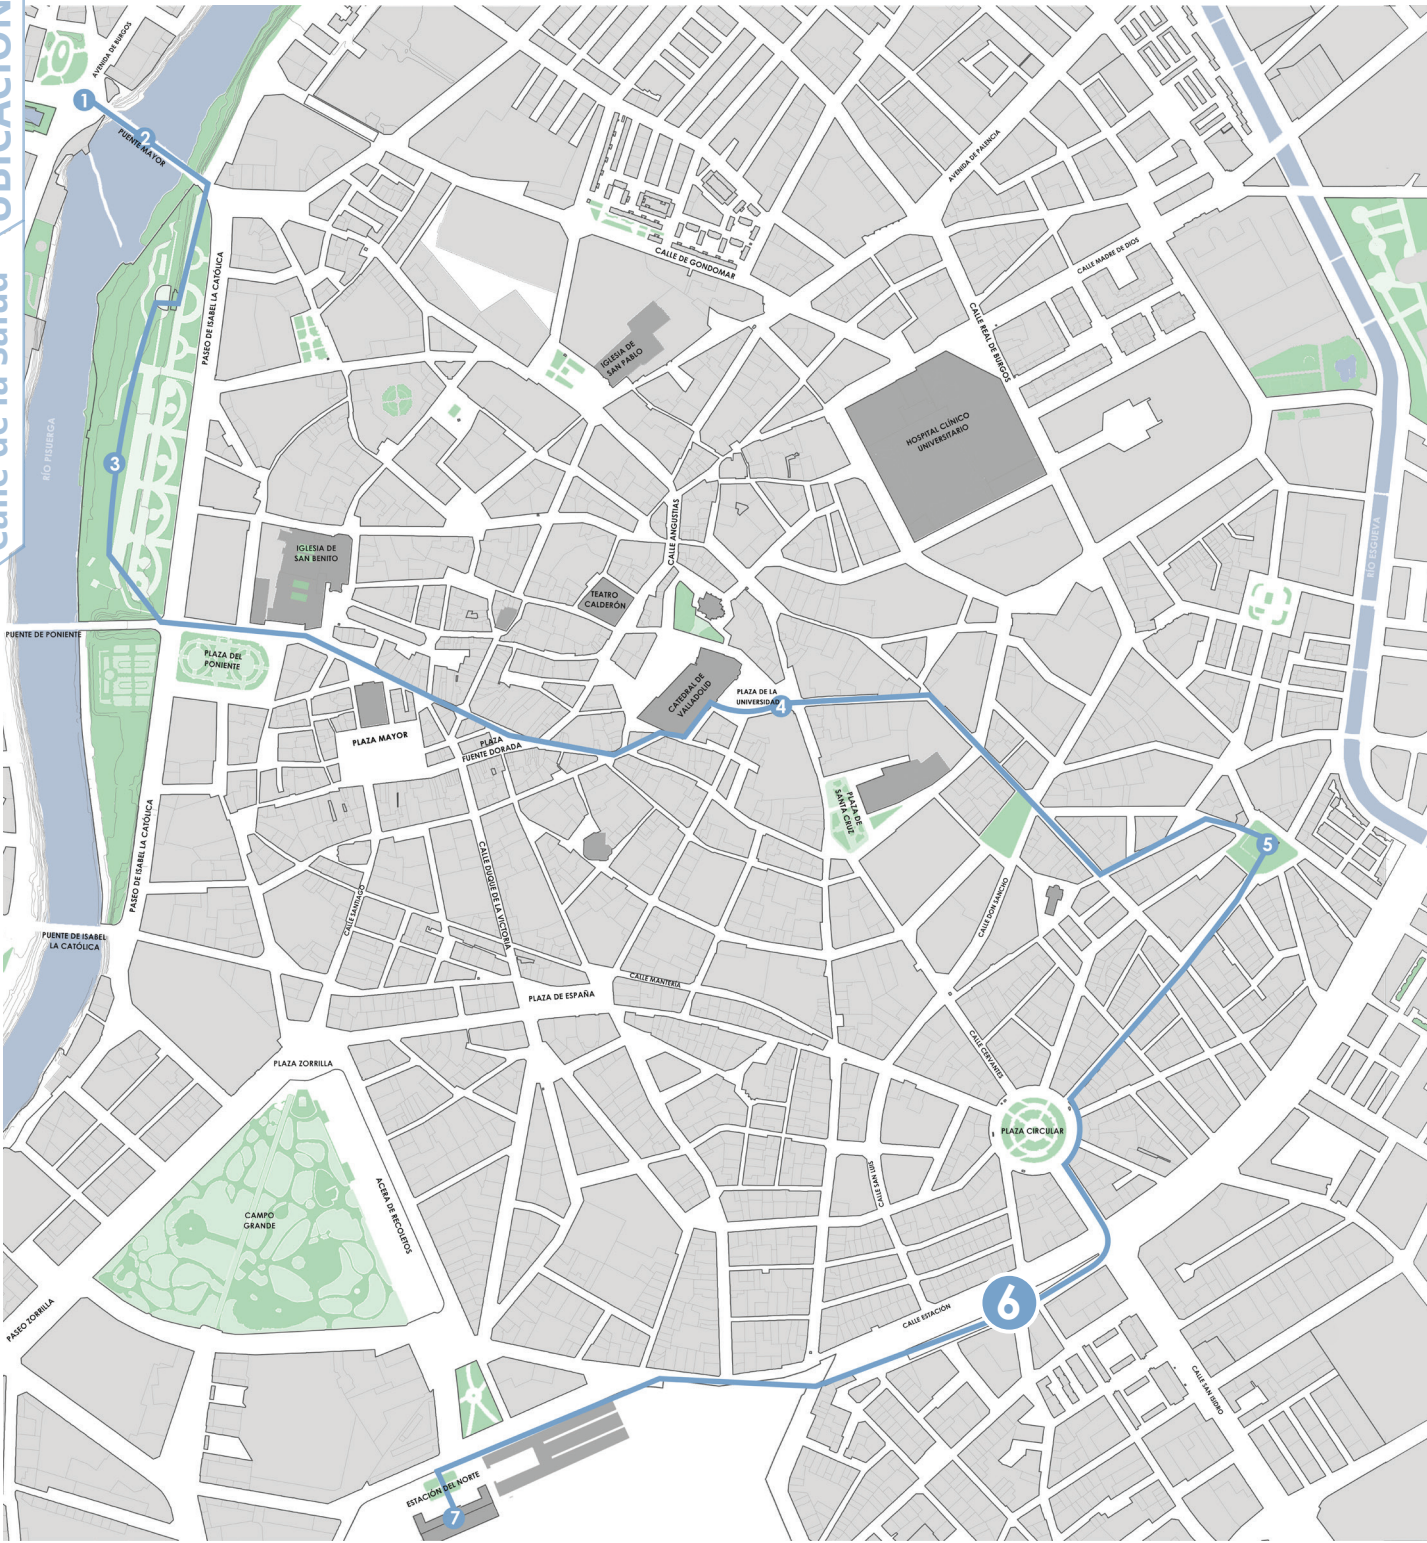 UBICACIÓN
calle de la Salud
AVENIDA DE BURGOS
1
2
PUENTE MAYOR
AVENIDA DE PALENCIA
CALLE DE GONDOMAR
CALLE MADRE DE DIOS
PASEO DE ISABEL LA CATÓLICA
CALLE REAL DE BURGOS
IGLESIA DE
SAN PABLO
HOSPITAL CLÍNICO
UNIVERSITARIO
RÍO PISUERGA
3
CALLE ANGUSTIAS
RÍO ESGUEVA
IGLESIA DE
SAN BENITO
TEATRO
CALDERÓN
PUENTE DE PONIENTE
PLAZA DEL
PONIENTE
CATEDRAL DE
VALLADOLID
PLAZA DE LA
UNIVERSIDAD
4
PLAZA MAYOR
PLAZA
FUENTE DORADA
PLAZA DE
SANTA CRUZ
5
PASEO DE ISABEL LA CATÓLICA
CALLE SANTIAGO
CALLE DUQUE DE LA VICTORIA
CALLE DON SANCHO
PUENTE DE ISABEL
LA CATÓLICA
CALLE MANTERÍA
PLAZA DE ESPAÑA
PLAZA ZORRILLA
CALLE CERVANTES
PLAZA CIRCULAR
CALLE SAN LUIS
ACERA DE RECOLETOS
CAMPO
GRANDE
PASEO ZORRILLA
6
CALLE ESTACIÓN
CALLE SAN ISIDRO
ESTACIÓN DEL NORTE
7